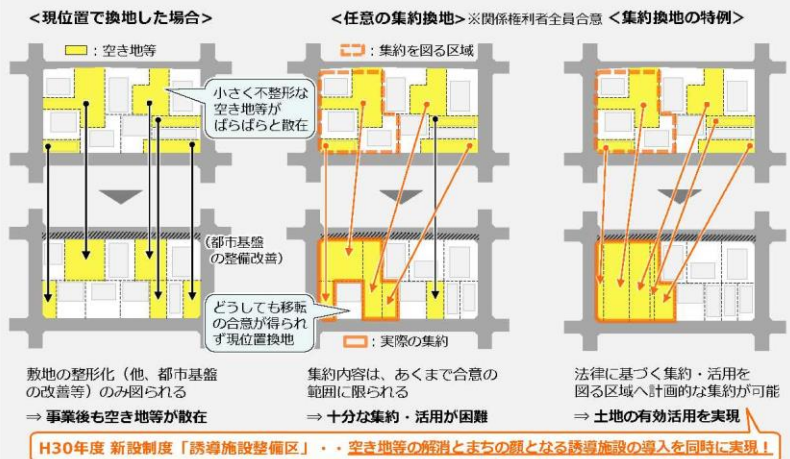 <現位置で換地した場合>
：空き地等
小さく不整形な
空き地等が
ばらばらと散在
(都市基盤
の整備改善)
敷地の整形化（他、都市基盤
の改善等）のみ図られる
⇒ 事業後も空き地等が散在
<任意の集約換地>※関係権利者全員合意
：集約を図る区域
どうしても移転
の合意が得られ
ず現位置換地
：実際の集約
集約内容は、あくまで合意の
範囲に限られる
⇒ 十分な集約・活用が困難
<集約換地の特例>
法律に基づく集約・活用を
図る区域へ計画的な集約が可能
⇒ 土地の有効活用を実現
H30年度 新設制度「誘導施設整備区」・・空き地等の解消とまちの顔となる誘導施設の導入を同時に実現！